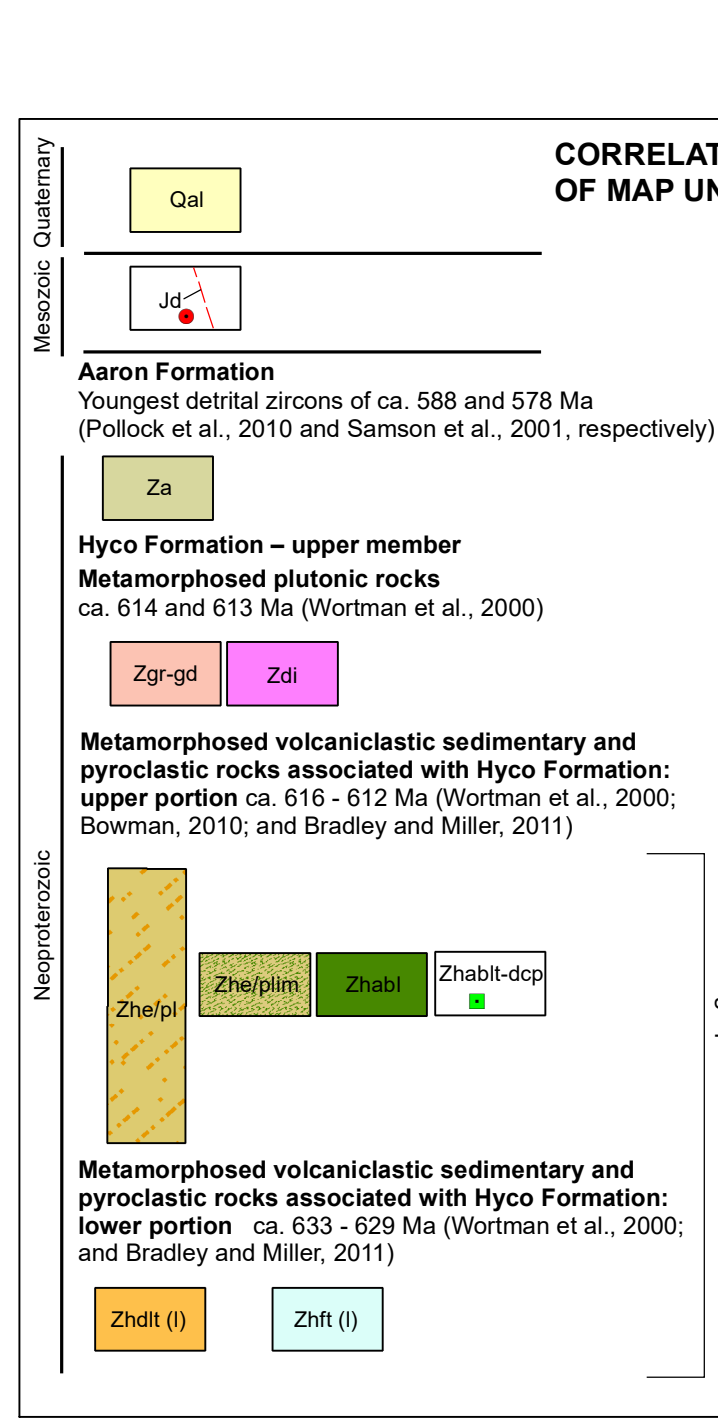 CORRELAT
OF MAP UN
Quaternary
Qal
Mesozoic
Jd
Aaron Formation
Youngest detrital zircons of ca. 588 and 578 Ma
(Pollock et al., 2010 and Samson et al., 2001, respectively)
Za
Hyco Formation – upper member
Metamorphosed plutonic rocks
ca. 614 and 613 Ma (Wortman et al., 2000)
Zgr-gd
Zdi
Metamorphosed volcaniclastic sedimentary and
pyroclastic rocks associated with Hyco Formation:
upper portion ca. 616 - 612 Ma (Wortman et al., 2000;
Bowman, 2010; and Bradley and Miller, 2011)
Neoproterozoic
Zhe/pl
Zhe/plim
Zhabl
Zhablt-dcp
Metamorphosed volcaniclastic sedimentary and
pyroclastic rocks associated with Hyco Formation:
lower portion ca. 633 - 629 Ma (Wortman et al., 2000;
and Bradley and Miller, 2011)
Zhdlt (l)
Zhft (l)